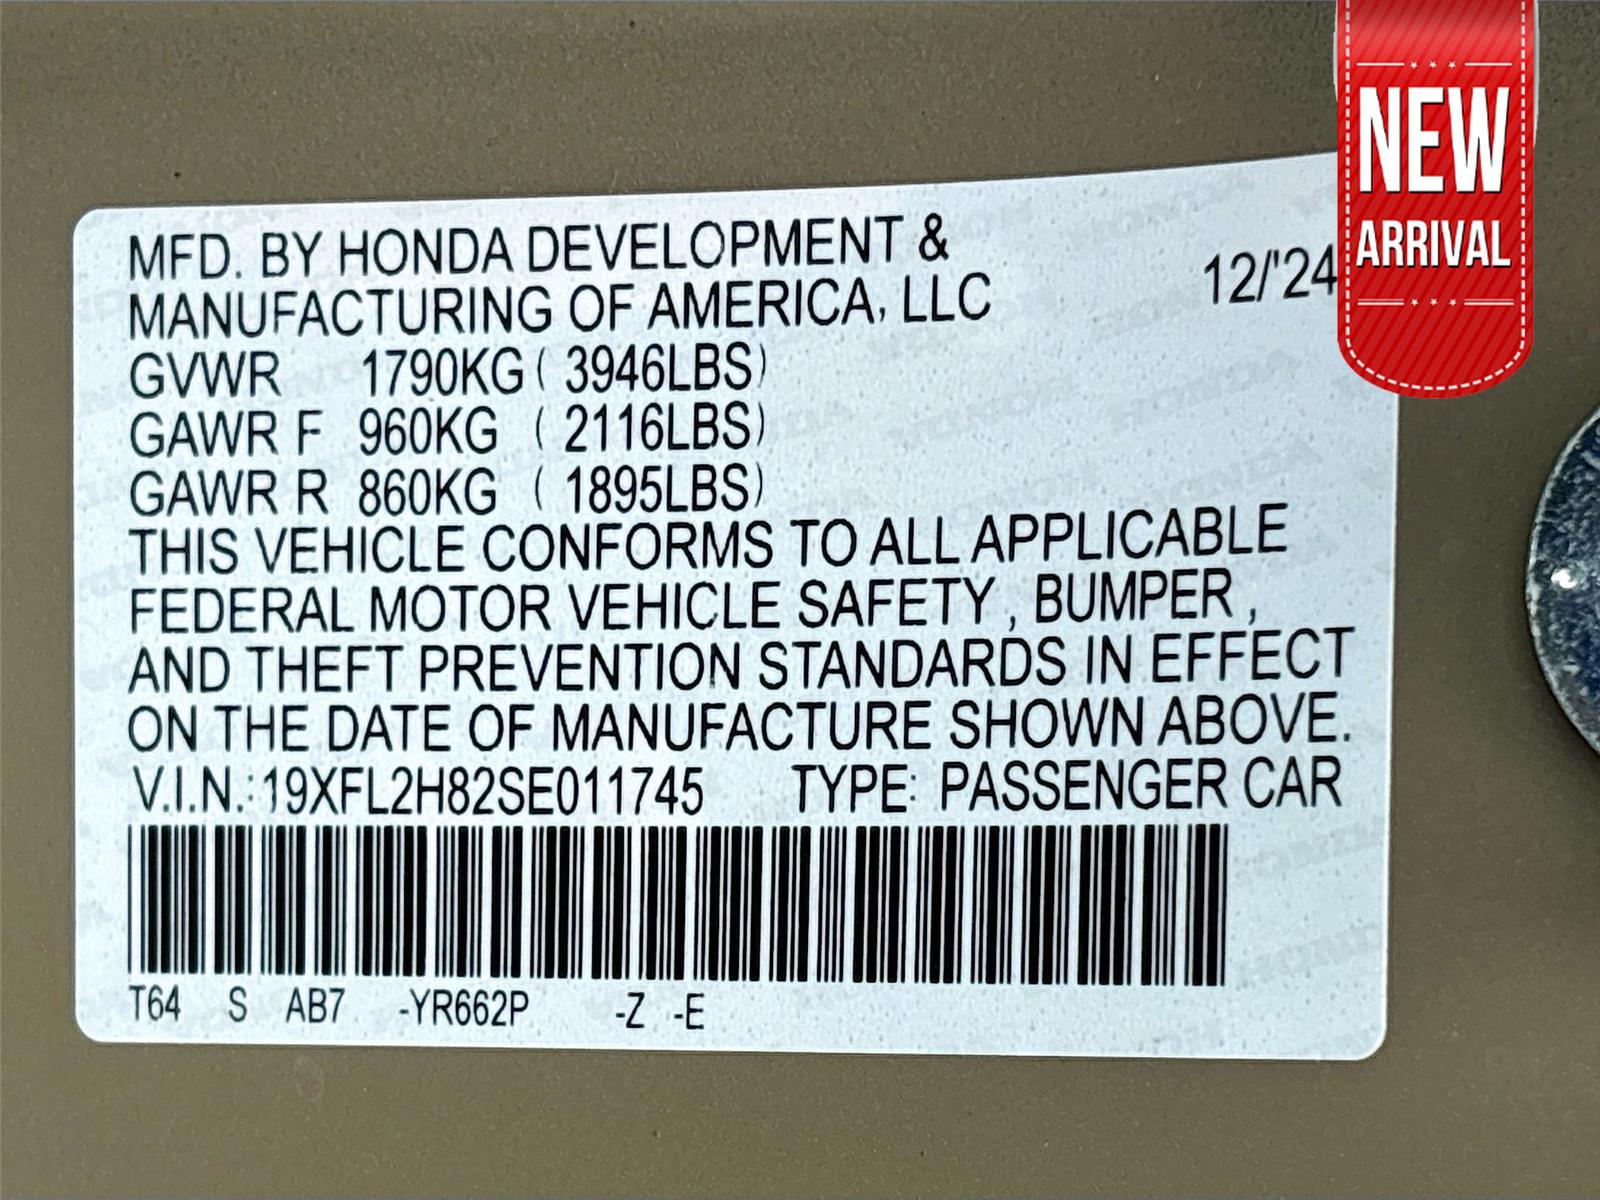 NEW
ARRIVAL
MFD. BY HONDA DEVELOPMENT &
MANUFACTURING OF AMERICA, LLC
12/'24
GVWR 1790KG ( 3946LBS)
GAWR F 960KG ( 2116LBS)
GAWR R 860KG ( 1895LBS)
THIS VEHICLE CONFORMS TO ALL APPLICABLE
FEDERAL MOTOR VEHICLE SAFETY , BUMPER ,
AND THEFT PREVENTION STANDARDS IN EFFECT
ON THE DATE OF MANUFACTURE SHOWN ABOVE.
V.I.N.: 19XFL2H82SE011745 TYPE: PASSENGER CAR
T64 S AB7 -YR662P -Z -E